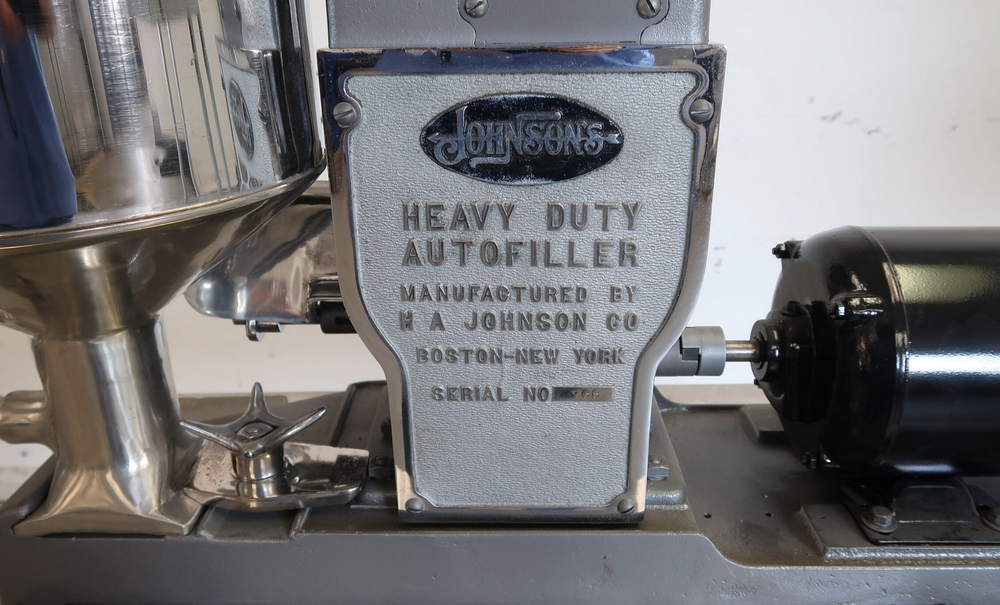 JOHNSON'S
HEAVY DUTY
AUTOFILLER
MANUFACTURED BY
H A JOHNSON CO
BOSTON-NEW YORK
SERIAL NO